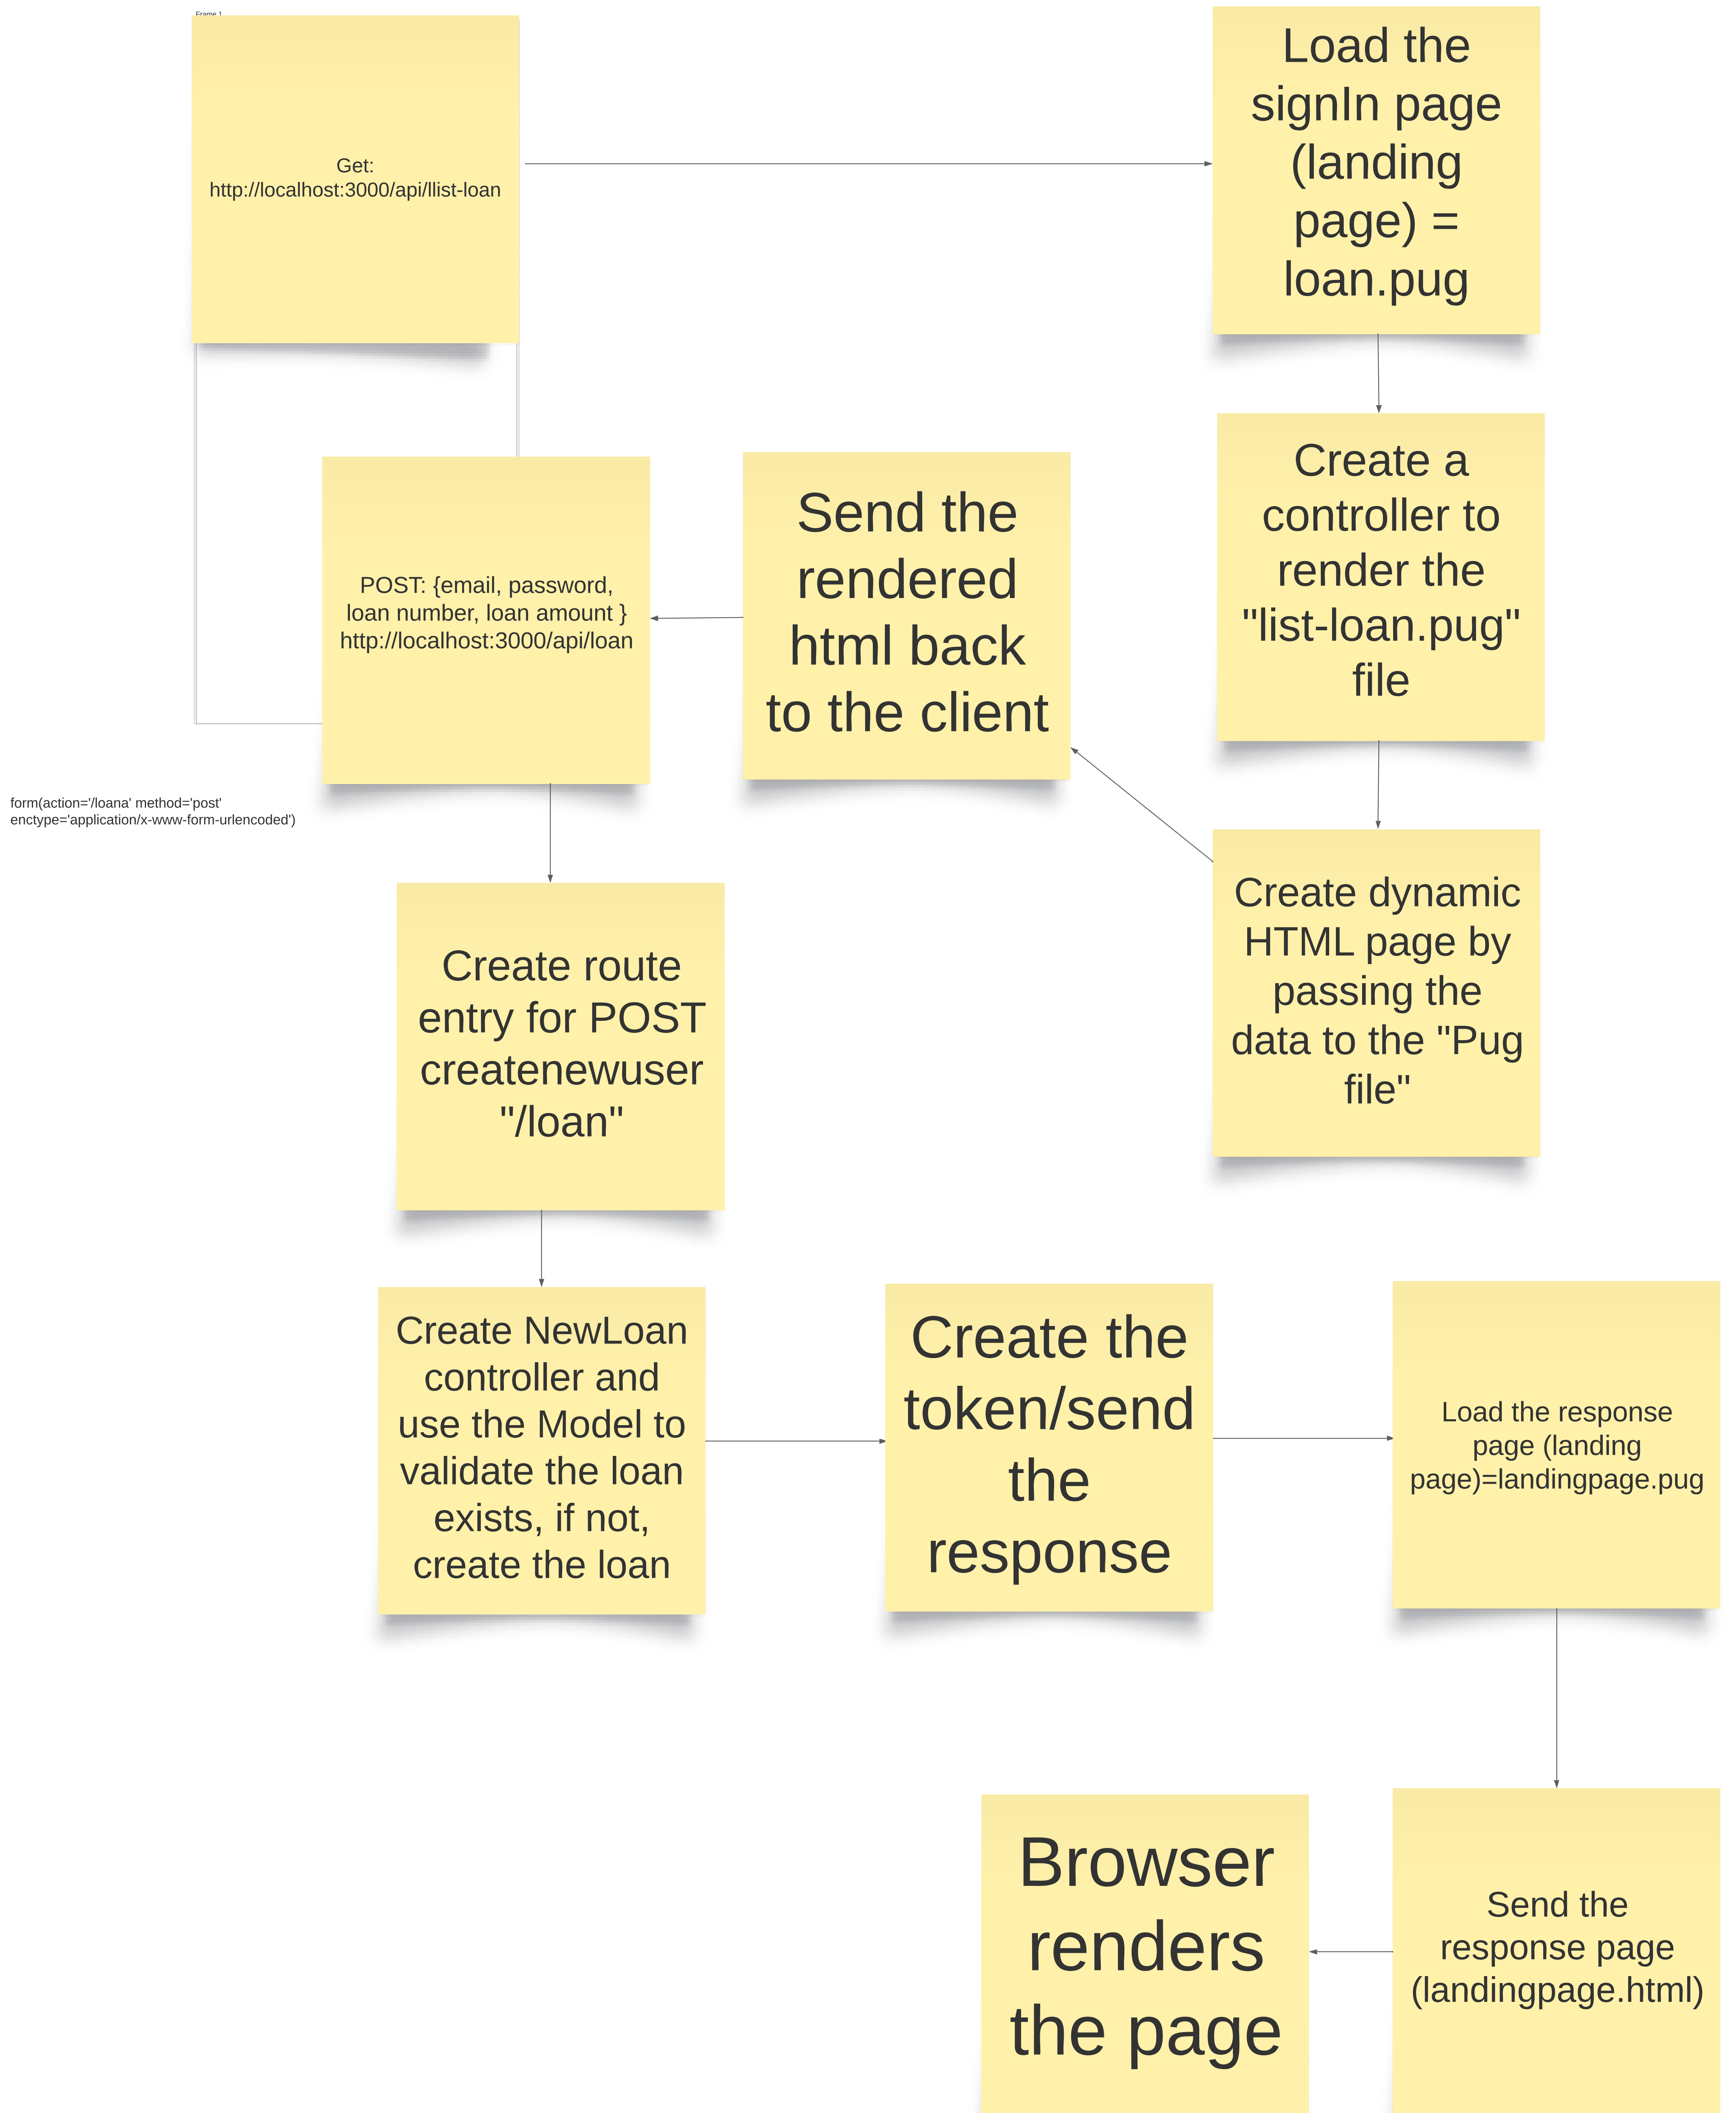 Frame 1
Get:
http://localhost:3000/api/llist-loan
Load the
signIn page
(landing
page) =
loan.pug
Create a
controller to
render the
"list-loan.pug"
file
Create dynamic
HTML page by
passing the
data to the "Pug
file"
Send the
rendered
html back
to the client
POST: {email, password,
loan number, loan amount }
http://localhost:3000/api/loan
form(action='/loana' method='post'
enctype='application/x-www-form-urlencoded')
Create route
entry for POST
createnewuser
"/loan"
Create NewLoan
controller and
use the Model to
validate the loan
exists, if not,
create the loan
Create the
token/send
the
response
Load the response
page (landing
page)=landingpage.pug
Send the
response page
(landingpage.html)
Browser
renders
the page